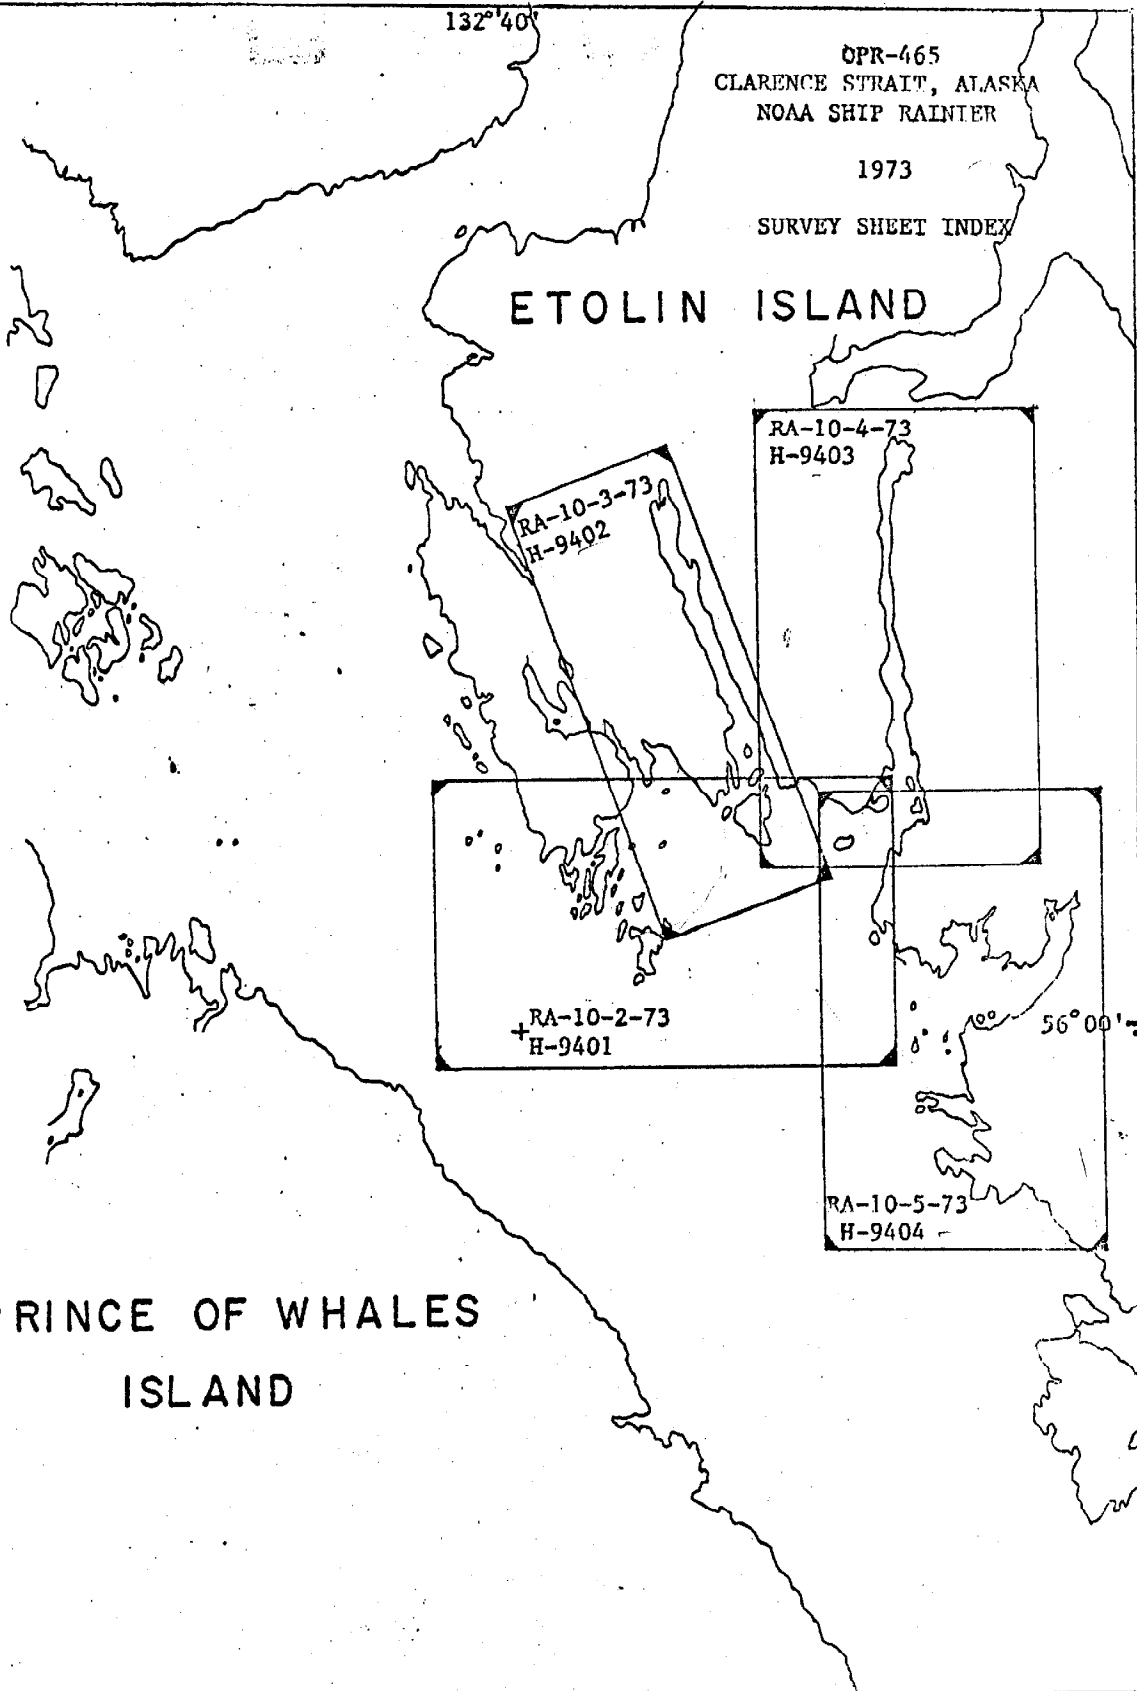 132°40'
OPR-465
CLARENCE STRAIT, ALASKA
NOAA SHIP RAINIER
1973
SURVEY SHEET INDEX
ETOLIN ISLAND
RA-10-4-73
H-9403
RA-10-3-73
H-9402
RA-10-2-73
H-9401
56°00'
RA-10-5-73
H-9404
RINCE OF WHALES
ISLAND